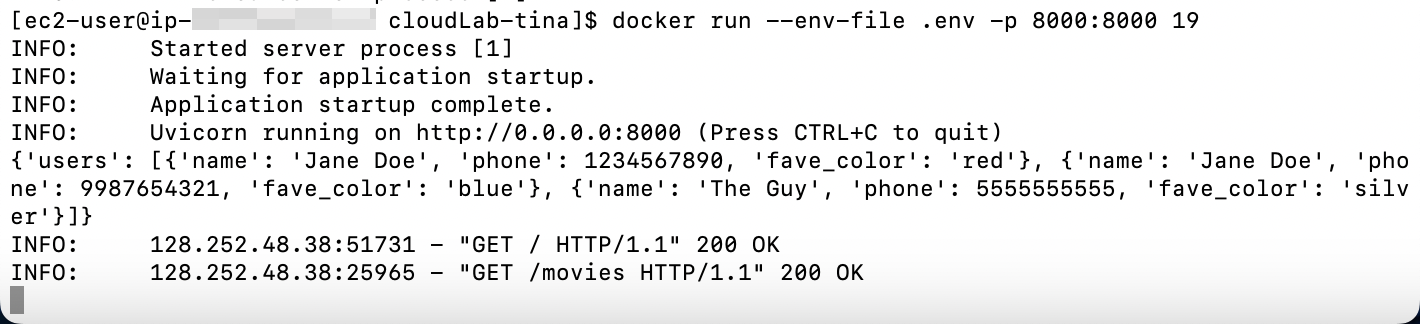 [ec2-user@ip- cloudLab-tina]$ docker run --env-file .env -p 8000:8000 19
INFO:     Started server process [1]
INFO:     Waiting for application startup.
INFO:     Application startup complete.
INFO:     Uvicorn running on http://0.0.0.0:8000 (Press CTRL+C to quit)
{'users': [{'name': 'Jane Doe', 'phone': 1234567890, 'fave_color': 'red'}, {'name': 'Jane Doe', 'pho
ne': 9987654321, 'fave_color': 'blue'}, {'name': 'The Guy', 'phone': 5555555555, 'fave_color': 'silv
er'}]}
INFO:     128.252.48.38:51731 – "GET / HTTP/1.1" 200 OK
INFO:     128.252.48.38:25965 – "GET /movies HTTP/1.1" 200 OK